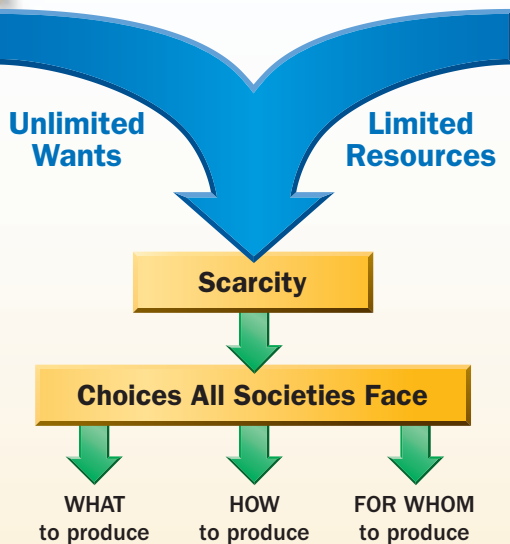 Unlimited
Wants
Limited
Resources
Scarcity
Choices All Societies Face
WHAT
to produce
HOW
to produce
FOR WHOM
to produce